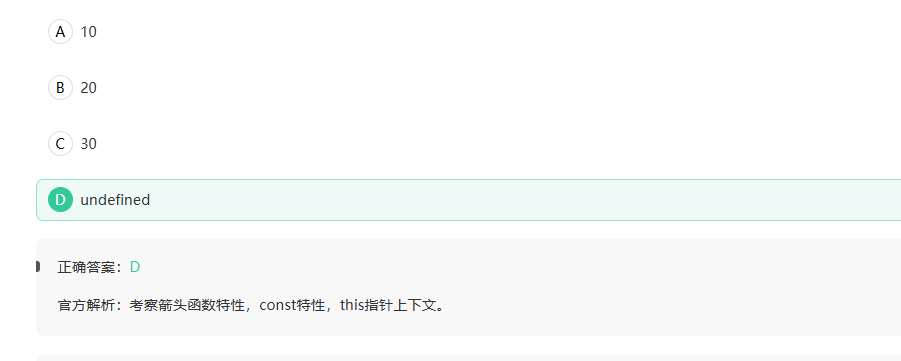 A 10
B 20
C 30
D undefined
正确答案：D
官方解析：考察箭头函数特性，const特性，this指针上下文。